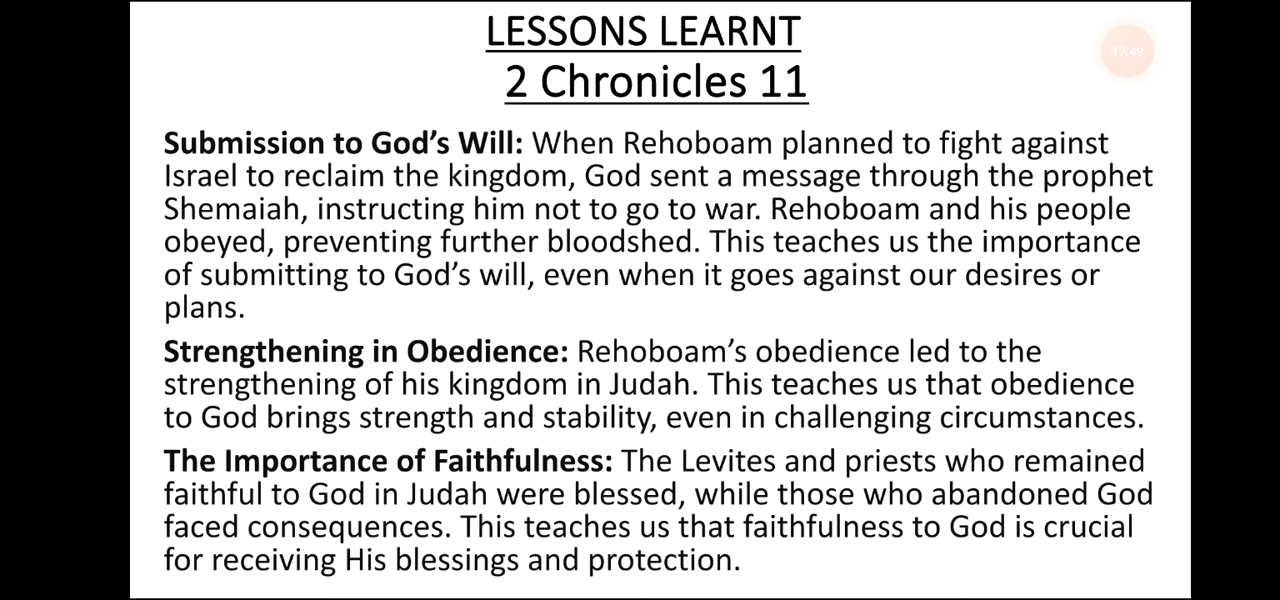 LESSONS LEARNT
17:49
2 Chronicles 11
Submission to God’s Will: When Rehoboam planned to fight against
Israel to reclaim the kingdom, God sent a message through the prophet
Shemaiah, instructing him not to go to war. Rehoboam and his people
obeyed, preventing further bloodshed. This teaches us the importance
of submitting to God’s will, even when it goes against our desires or
plans.
Strengthening in Obedience: Rehoboam’s obedience led to the
strengthening of his kingdom in Judah. This teaches us that obedience
to God brings strength and stability, even in challenging circumstances.
The Importance of Faithfulness: The Levites and priests who remained
faithful to God in Judah were blessed, while those who abandoned God
faced consequences. This teaches us that faithfulness to God is crucial
for receiving His blessings and protection.